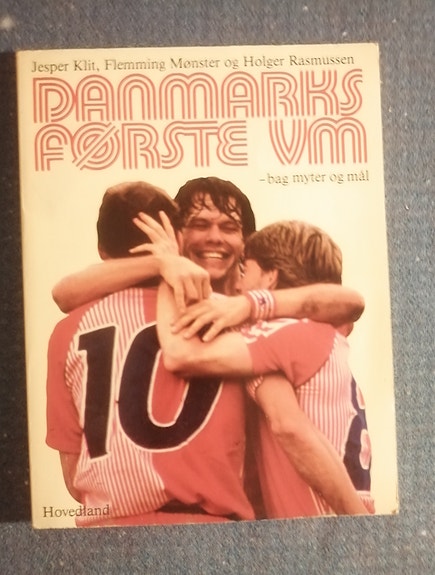 Jesper Klit, Flemming Mønster og Holger Rasmussen
DANMARKS
FØRSTE VM
-bag myter og mål
10
Hovedland